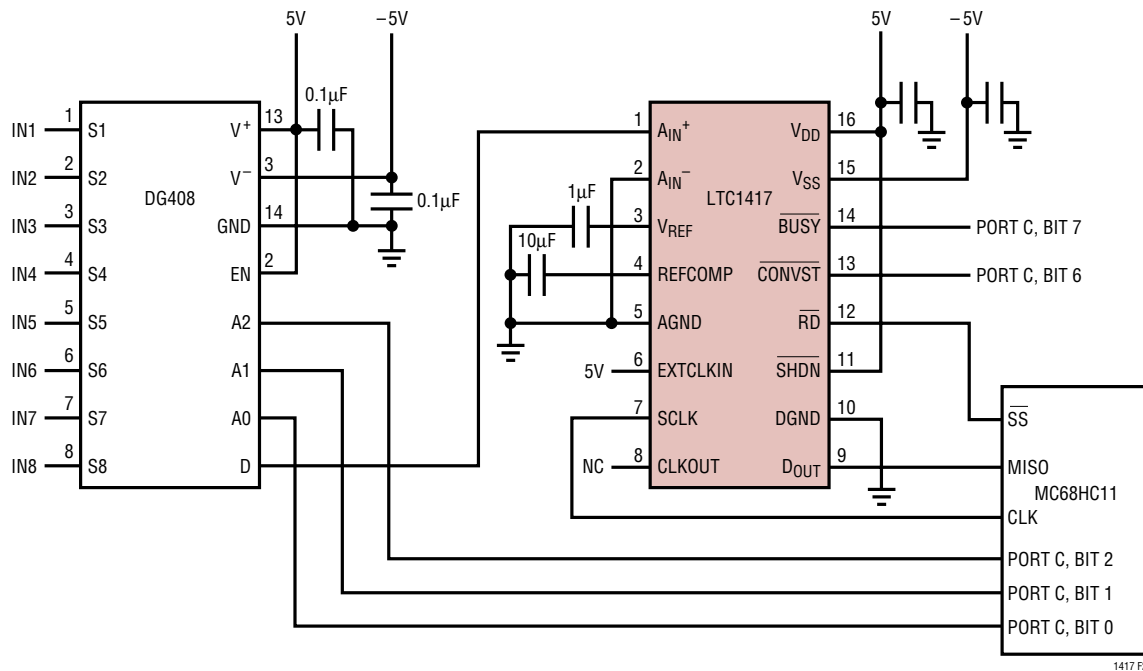 5V
–5V
5V
–5V
0.1µF
IN1
1
S1
V+
13
IN2
2
S2
V–
3
IN3
3
S3
GND
14
IN4
4
S4
EN
2
IN5
5
S5
A2
IN6
6
S6
A1
IN7
7
S7
A0
IN8
8
S8
D
DG408
0.1µF
1µF
10µF
1
AIN+
VDD
16
2
AIN–
VSS
15
LTC1417
3
VREF
BUSY
14
PORT C, BIT 7
4
REFCOMP
CONVST
13
PORT C, BIT 6
5
AGND
RD
12
5V
6
EXTCLKIN
SHDN
11
7
SCLK
DGND
10
NC
8
CLKOUT
DOUT
9
SS
MISO
MC68HC11
CLK
PORT C, BIT 2
PORT C, BIT 1
PORT C, BIT 0
1417 F